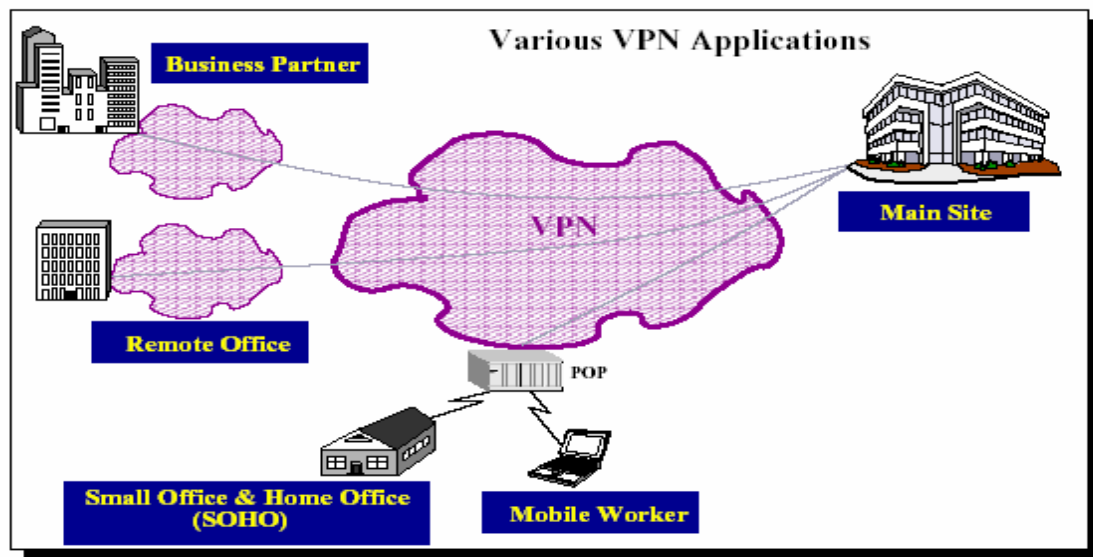 Various VPN Applications
Business Partner
VPN
Main Site
Remote Office
POP
Small Office & Home Office
(SOHO)
Mobile Worker